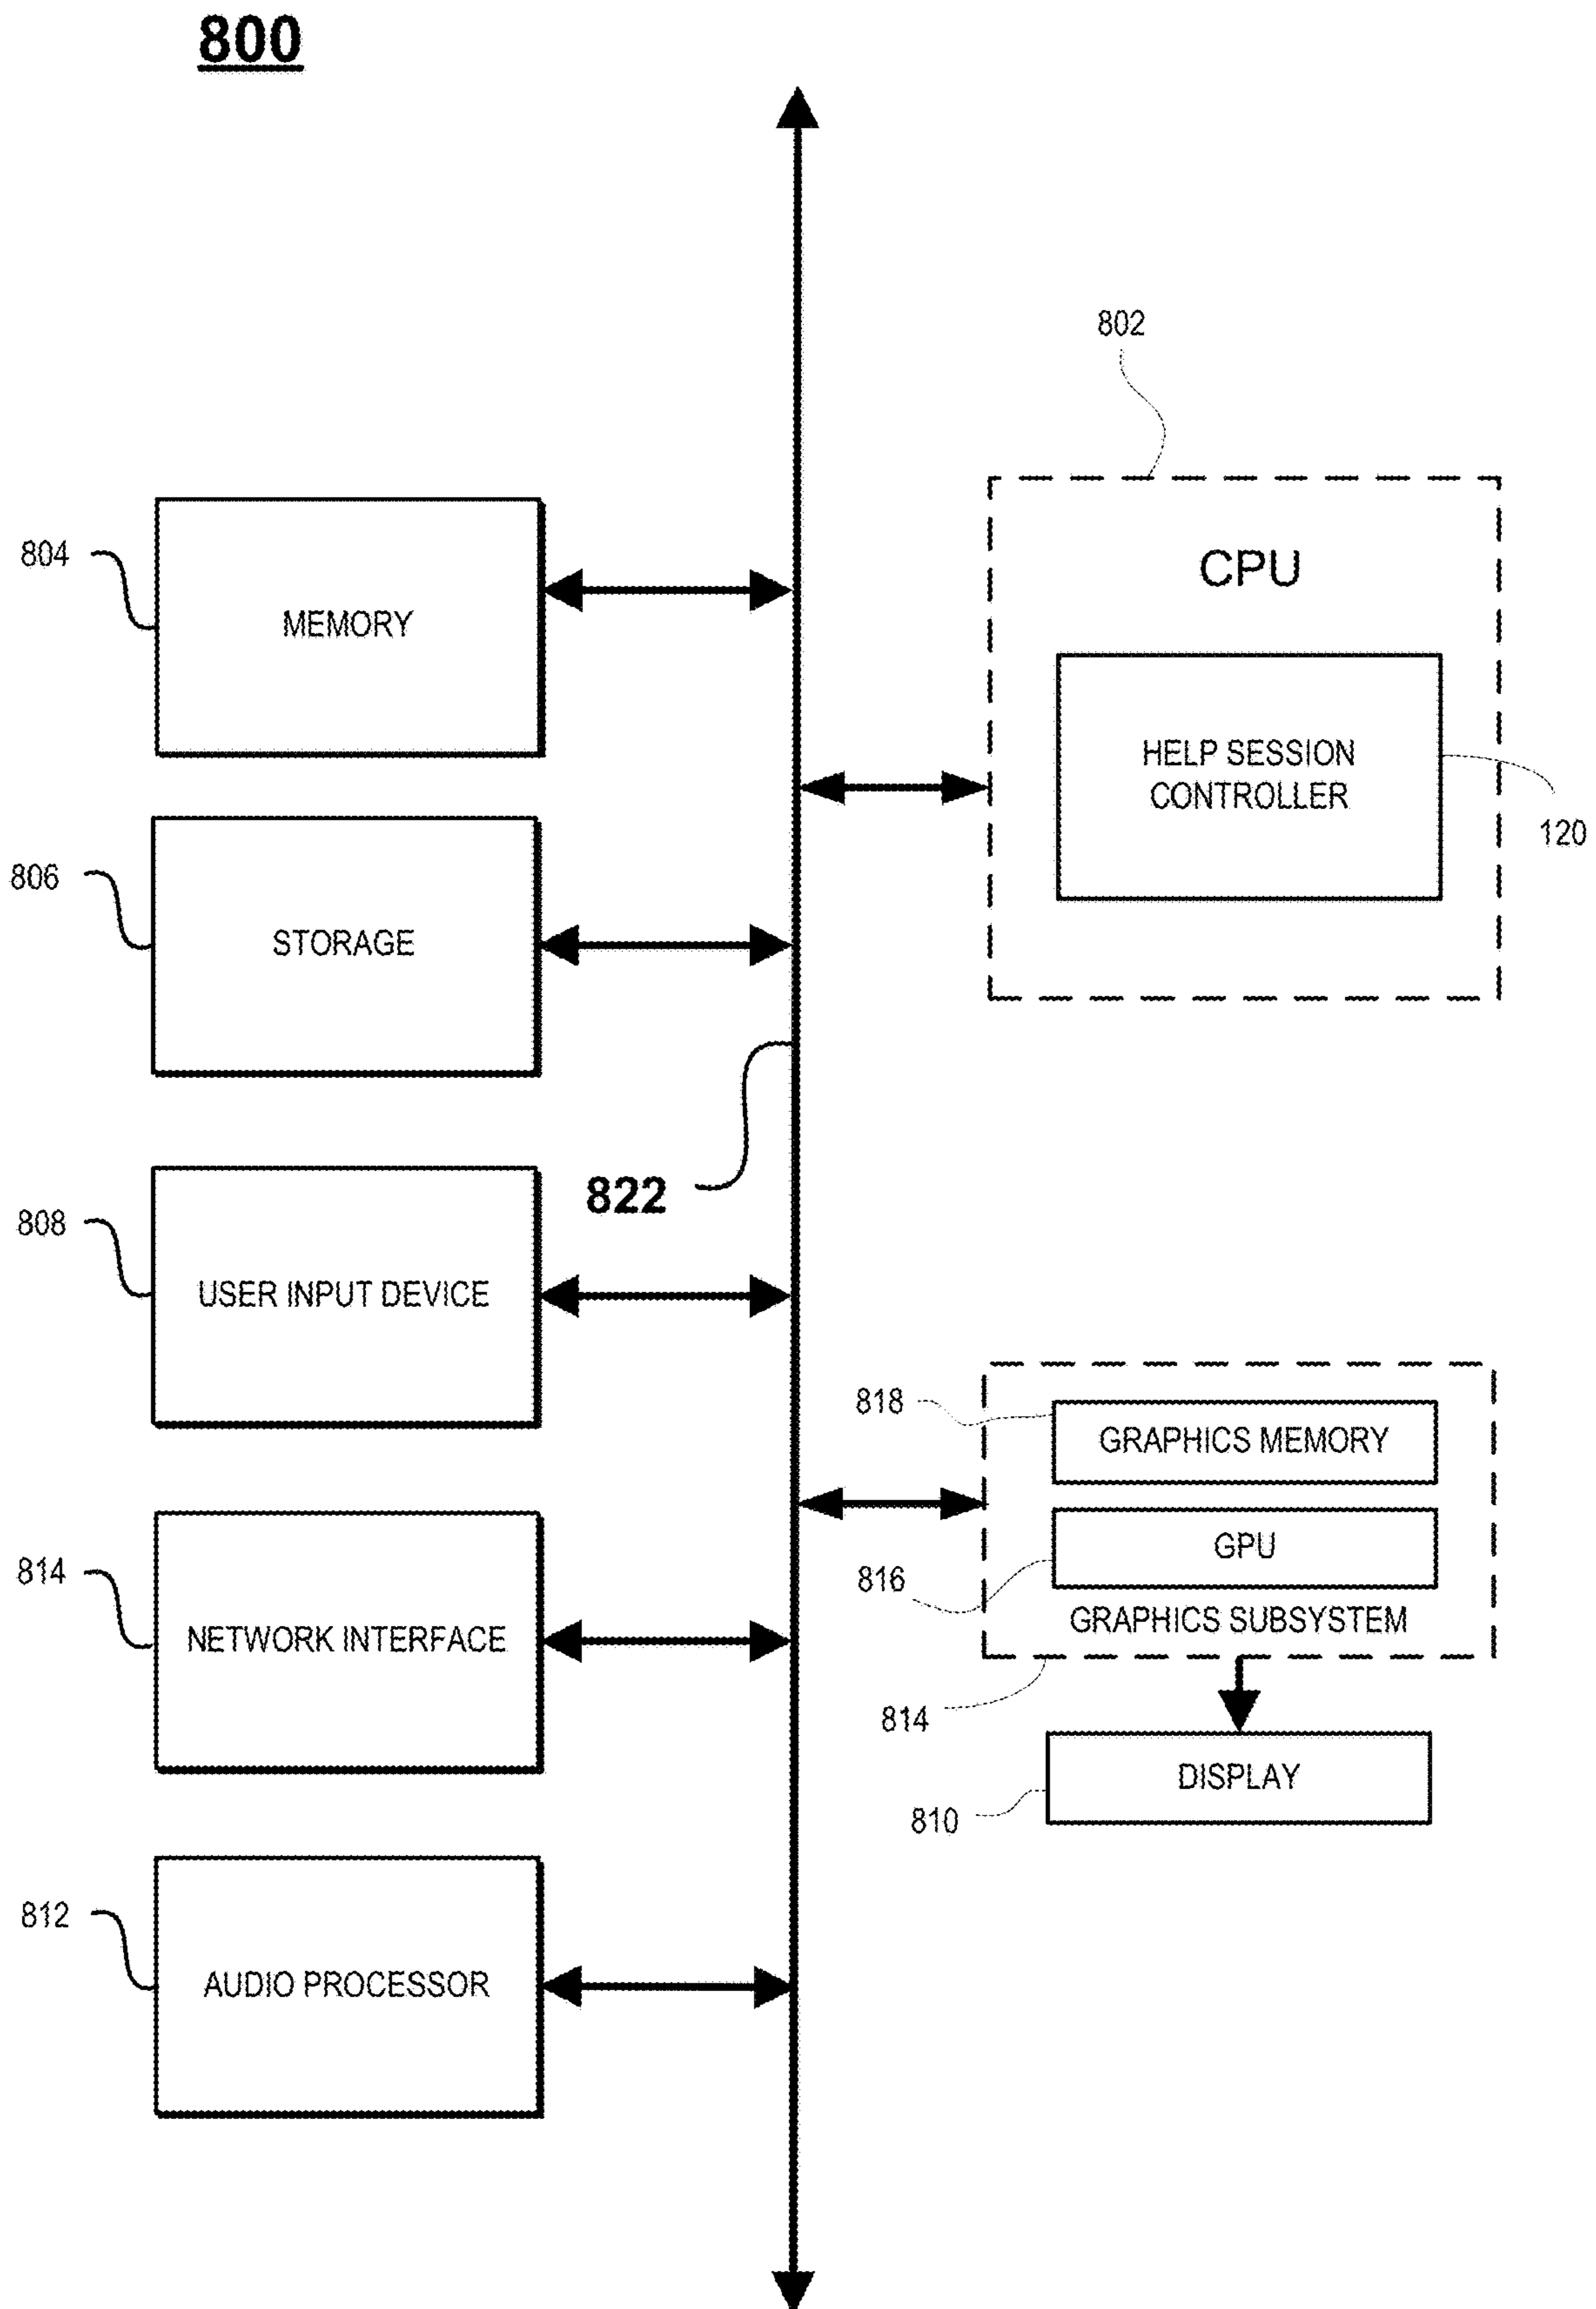 800
802
CPU
804
MEMORY
HELP SESSION
CONTROLLER
120
806
STORAGE
822
808
USER INPUT DEVICE
818
GRAPHICS MEMORY
GPU
816
GRAPHICS SUBSYSTEM
814
NETWORK INTERFACE
814
DISPLAY
810
812
AUDIO PROCESSOR